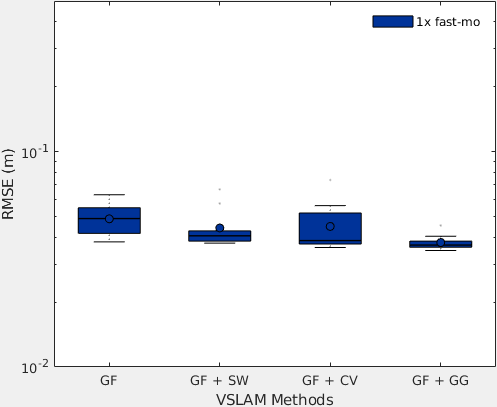 1x fast-mo
10^-1
RMSE (m)
10^-2
GF
GF + SW
GF + CV
GF + GG
VSLAM Methods